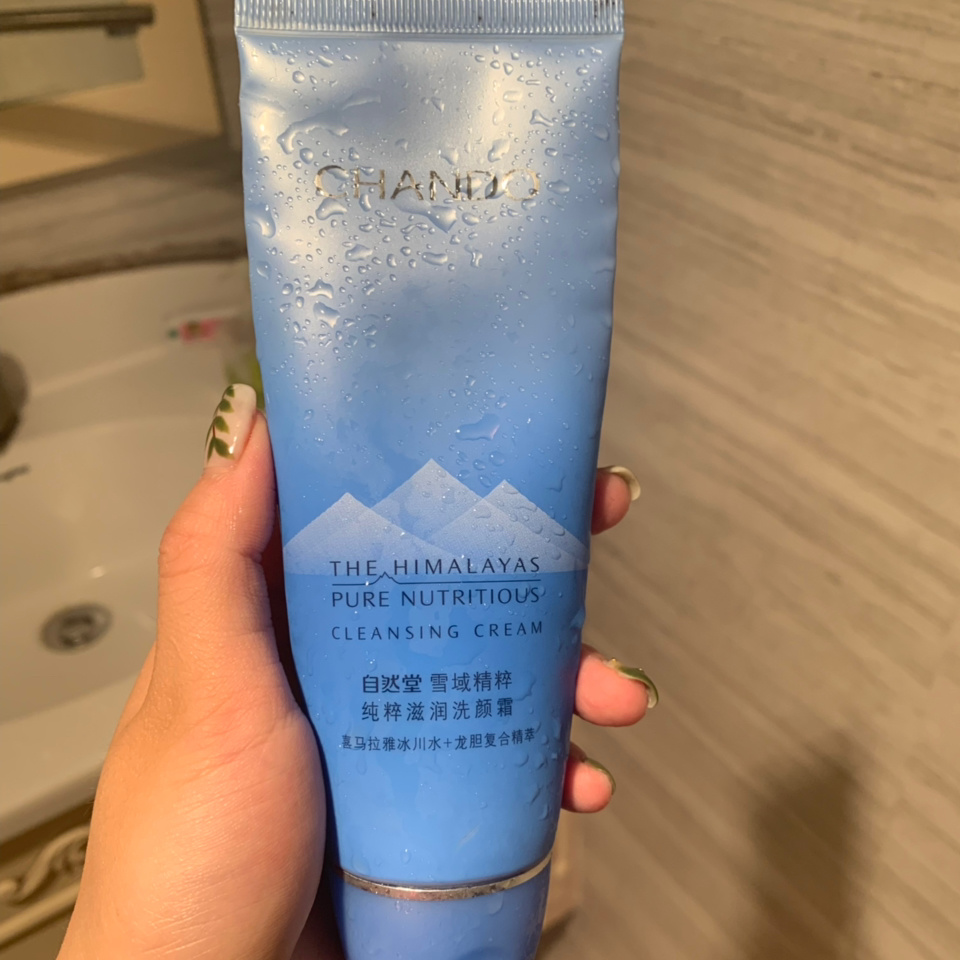 CHANDO
THE HIMALAYAS
PURE NUTRITIOUS
CLEANSING CREAM
自然堂 雪域精粹
纯粹滋润洗颜霜
喜马拉雅冰川水+龙胆复合精萃